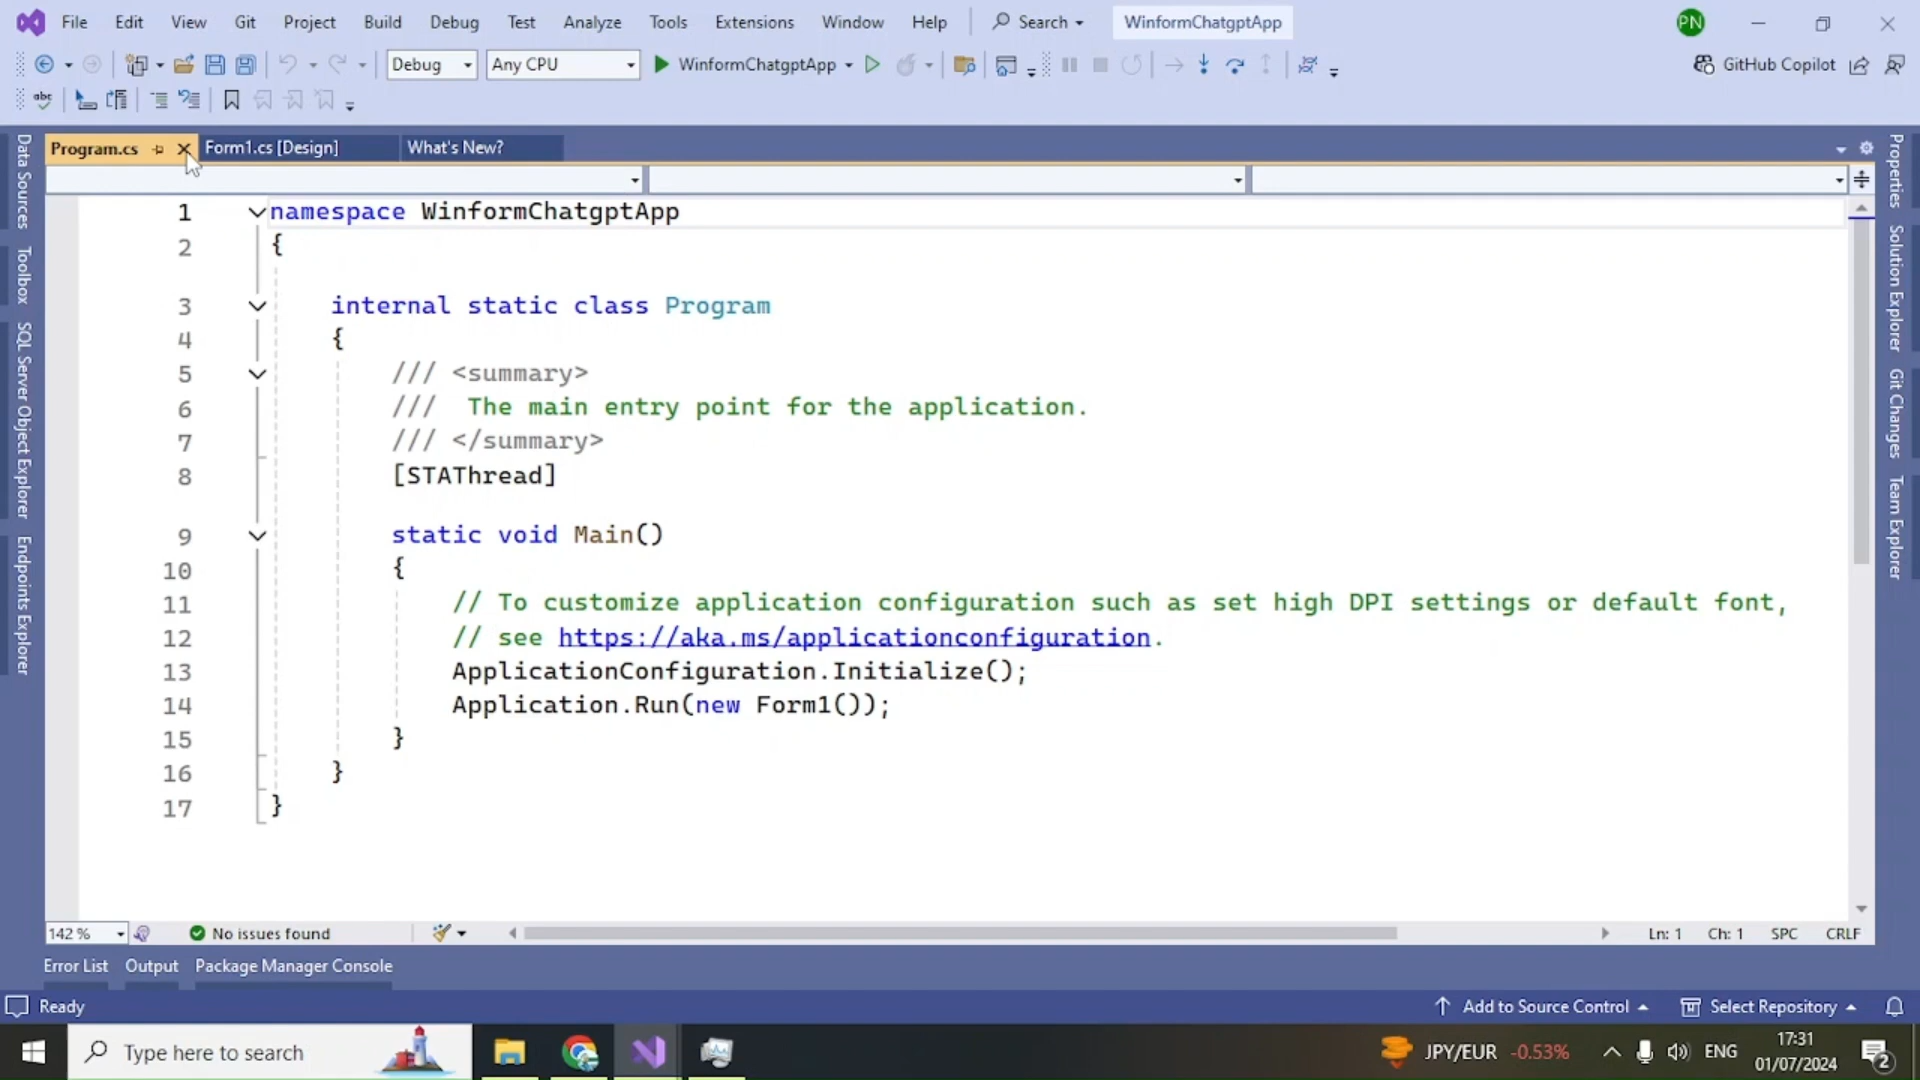 File Edit View Git Project Build Debug Test Analyze Tools Extensions Window Help Search WinformChatgptApp PN
Debug Any CPU WinformChatgptApp GitHub Copilot
abc
Program.cs Form1.cs [Design] What's New?
Data Sources
Toolbox
SQL Server Object Explorer
Endpoints Explorer
1 namespace WinformChatgptApp
2 {
3 internal static class Program
4 {
5 /// <summary>
6 /// The main entry point for the application.
7 /// </summary>
8 [STAThread]
9 static void Main()
10 {
11 // To customize application configuration such as set high DPI settings or default font,
12 // see https://aka.ms/applicationconfiguration.
13 ApplicationConfiguration.Initialize();
14 Application.Run(new Form1());
15 }
16 }
17 }
Properties
Solution Explorer
Git Changes
Team Explorer
142 % No issues found Ln: 1 Ch: 1 SPC CRLF
Error List Output Package Manager Console
Ready Add to Source Control Select Repository
Type here to search JPY/EUR -0.53% ENG 17:31
01/07/2024 2